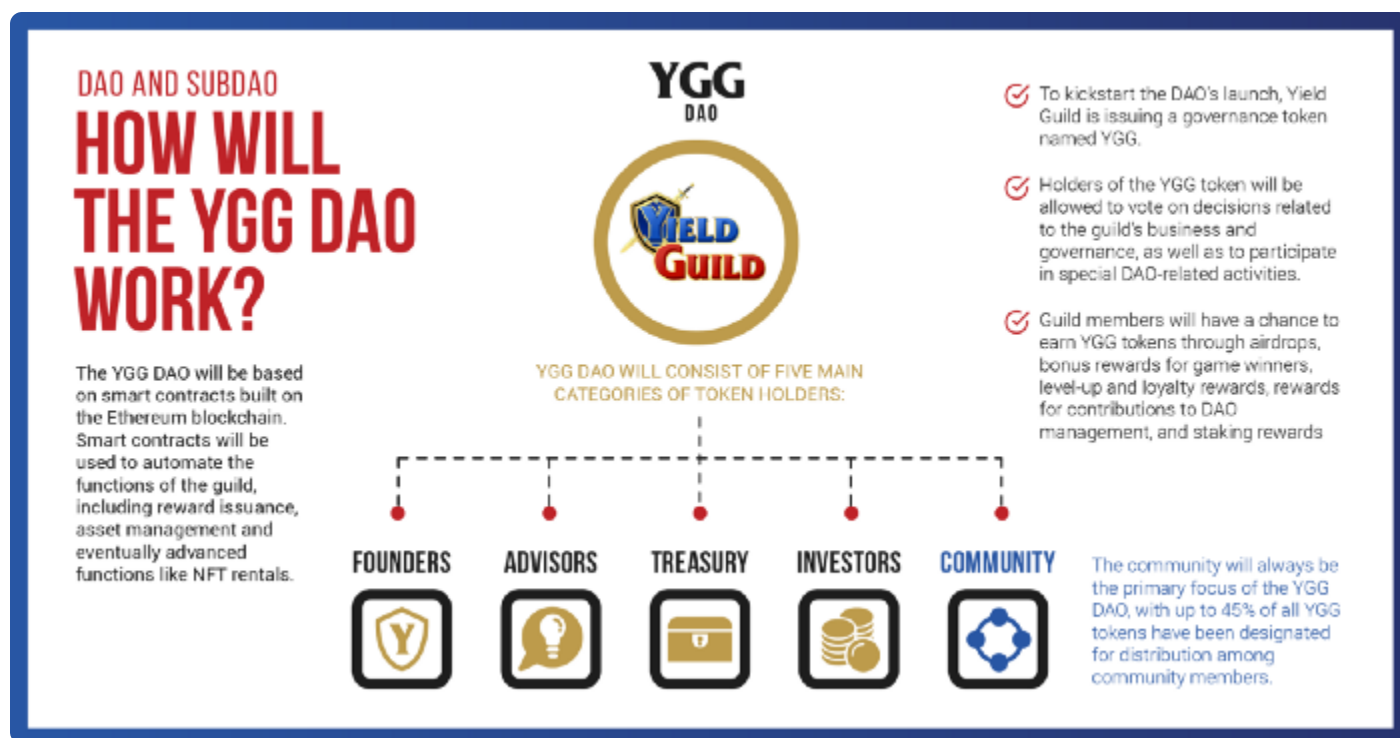 DAO AND SUBDAO
HOW WILL
THE YGG DAO
WORK?
The YGG DAO will be based
on smart contracts built on
the Ethereum blockchain.
Smart contracts will be
used to automate the
functions of the guild,
including reward issuance,
asset management and
eventually advanced
functions like NFT rentals.
YGG
DAO
YIELD
GUILD
YGG DAO WILL CONSIST OF FIVE MAIN
CATEGORIES OF TOKEN HOLDERS:
FOUNDERS
Y
ADVISORS
TREASURY
INVESTORS
COMMUNITY
To kickstart the DAO's launch, Yield
Guild is issuing a governance token
named YGG.
Holders of the YGG token will be
allowed to vote on decisions related
to the guild's business and
governance, as well as to participate
in special DAO-related activities.
Guild members will have a chance to
earn YGG tokens through airdrops,
bonus rewards for game winners,
level-up and loyalty rewards, rewards
for contributions to DAO
management, and staking rewards
The community will always be
the primary focus of the YGG
DAO, with up to 45% of all YGG
tokens have been designated
for distribution among
community members.